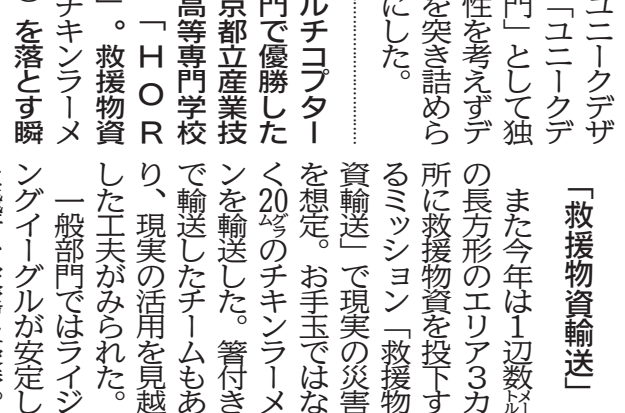 ユニークデザ
「ユニークデ
門」として独
性を考えずデ
を突き詰めら
にした。
ルチコプター
門で優勝した
京都立産業技
高等専門学校
「ＨＯＲ
」。救援物資
チキンラーメ
）を落とす瞬
「救援物資輸送」
また今年は1辺数㍍
の長方形のエリア3カ
所に救援物資を投下す
るミッション「救援物
資輸送」で現実の災害
を想定。お手玉ではな
く20㌘のチキンラーメ
ンを輸送した。箸付き
で輸送したチームもあ
り、現実の活用を見越
した工夫がみられた。
一般部門ではライジ
ングイーグルが安定し